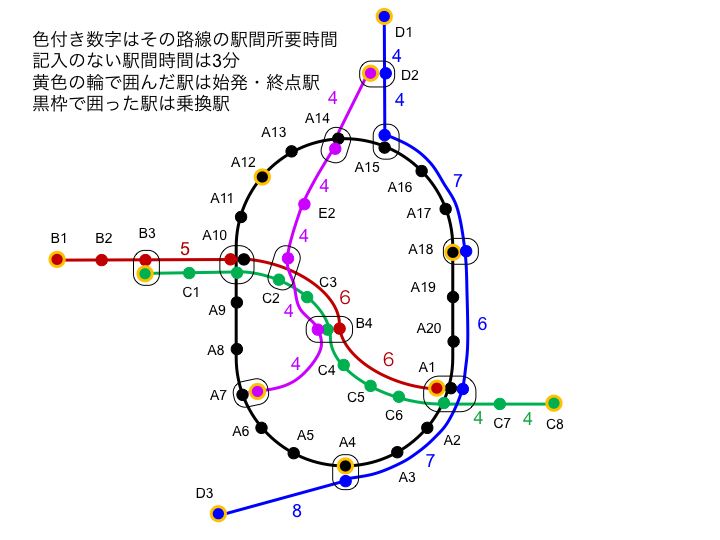 色付き数字はその路線の駅間所要時間
記入のない駅間時間は3分
黄色の輪で囲んだ駅は始発・終点駅
黒枠で囲った駅は乗換駅
D1
4
D2
4
4
A14
A13
A15
A12
A16
4
7
A11
E2
A17
B1
B2
B3
5
A10
4
A18
C1
C2
C3
A19
6
A9
4
B4
A20
6
A8
4
C4
6
A1
A7
C5
C6
4
C7
4
C8
A6
A5
A4
A2
7
A3
D3
8